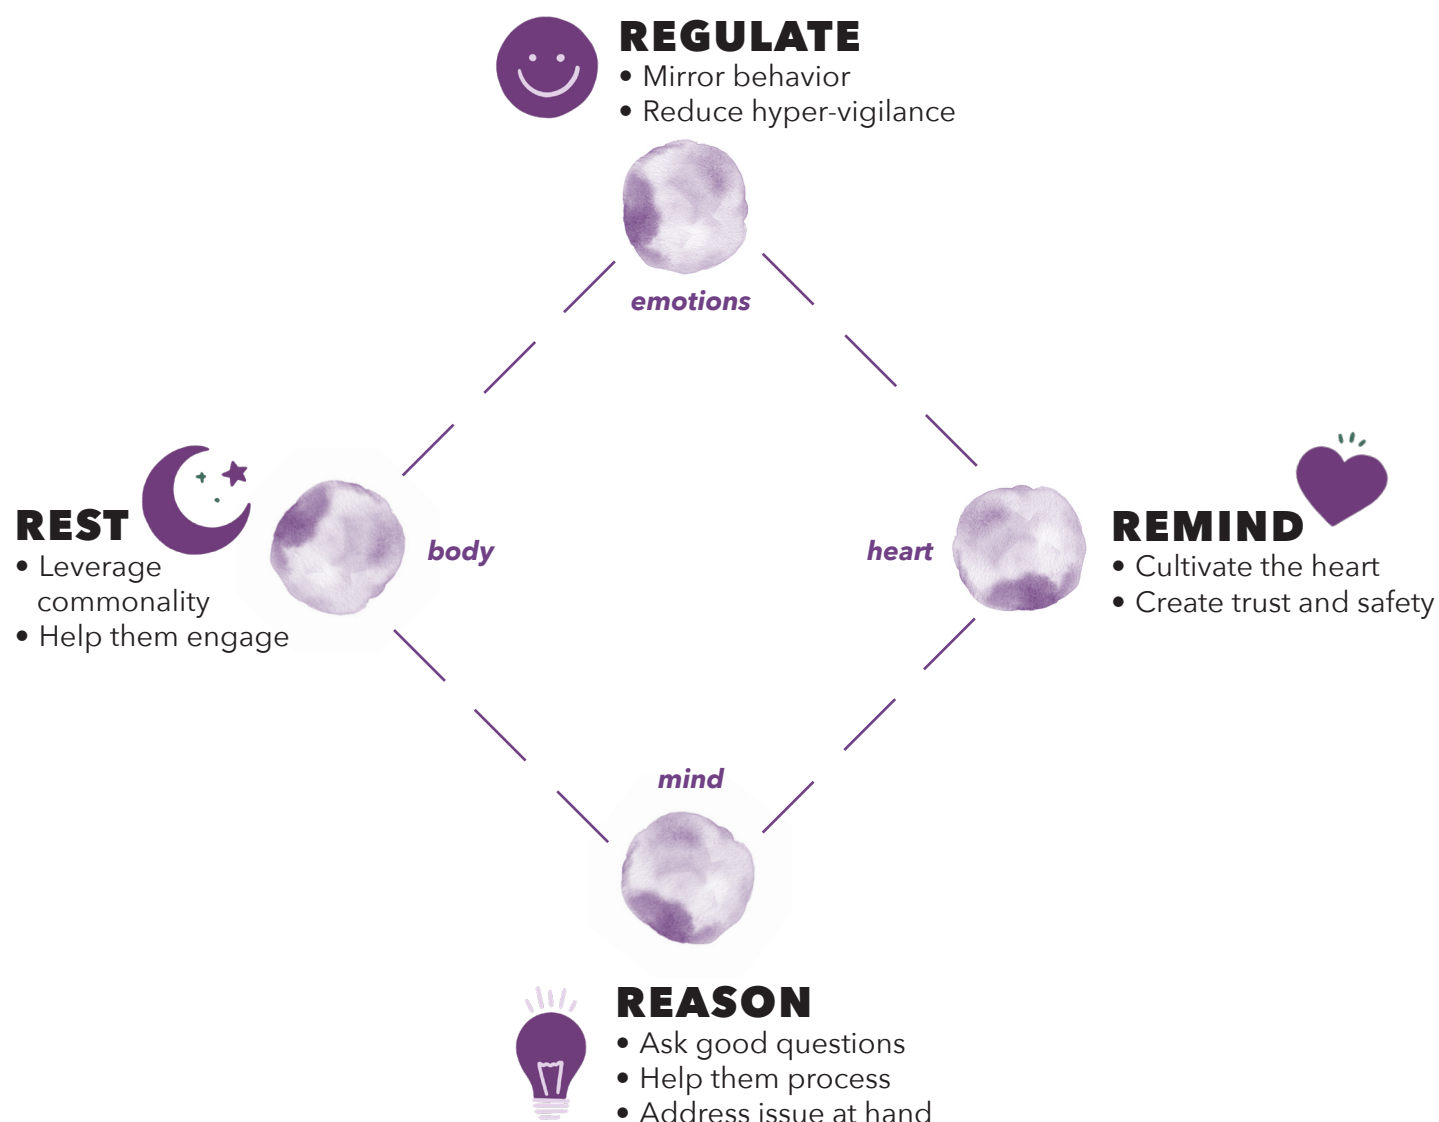 REGULATE
• Mirror behavior
• Reduce hyper-vigilance
emotions
REST
• Leverage
commonality
• Help them engage
body
heart
REMIND
• Cultivate the heart
• Create trust and safety
mind
REASON
• Ask good questions
• Help them process
• Address issue at hand